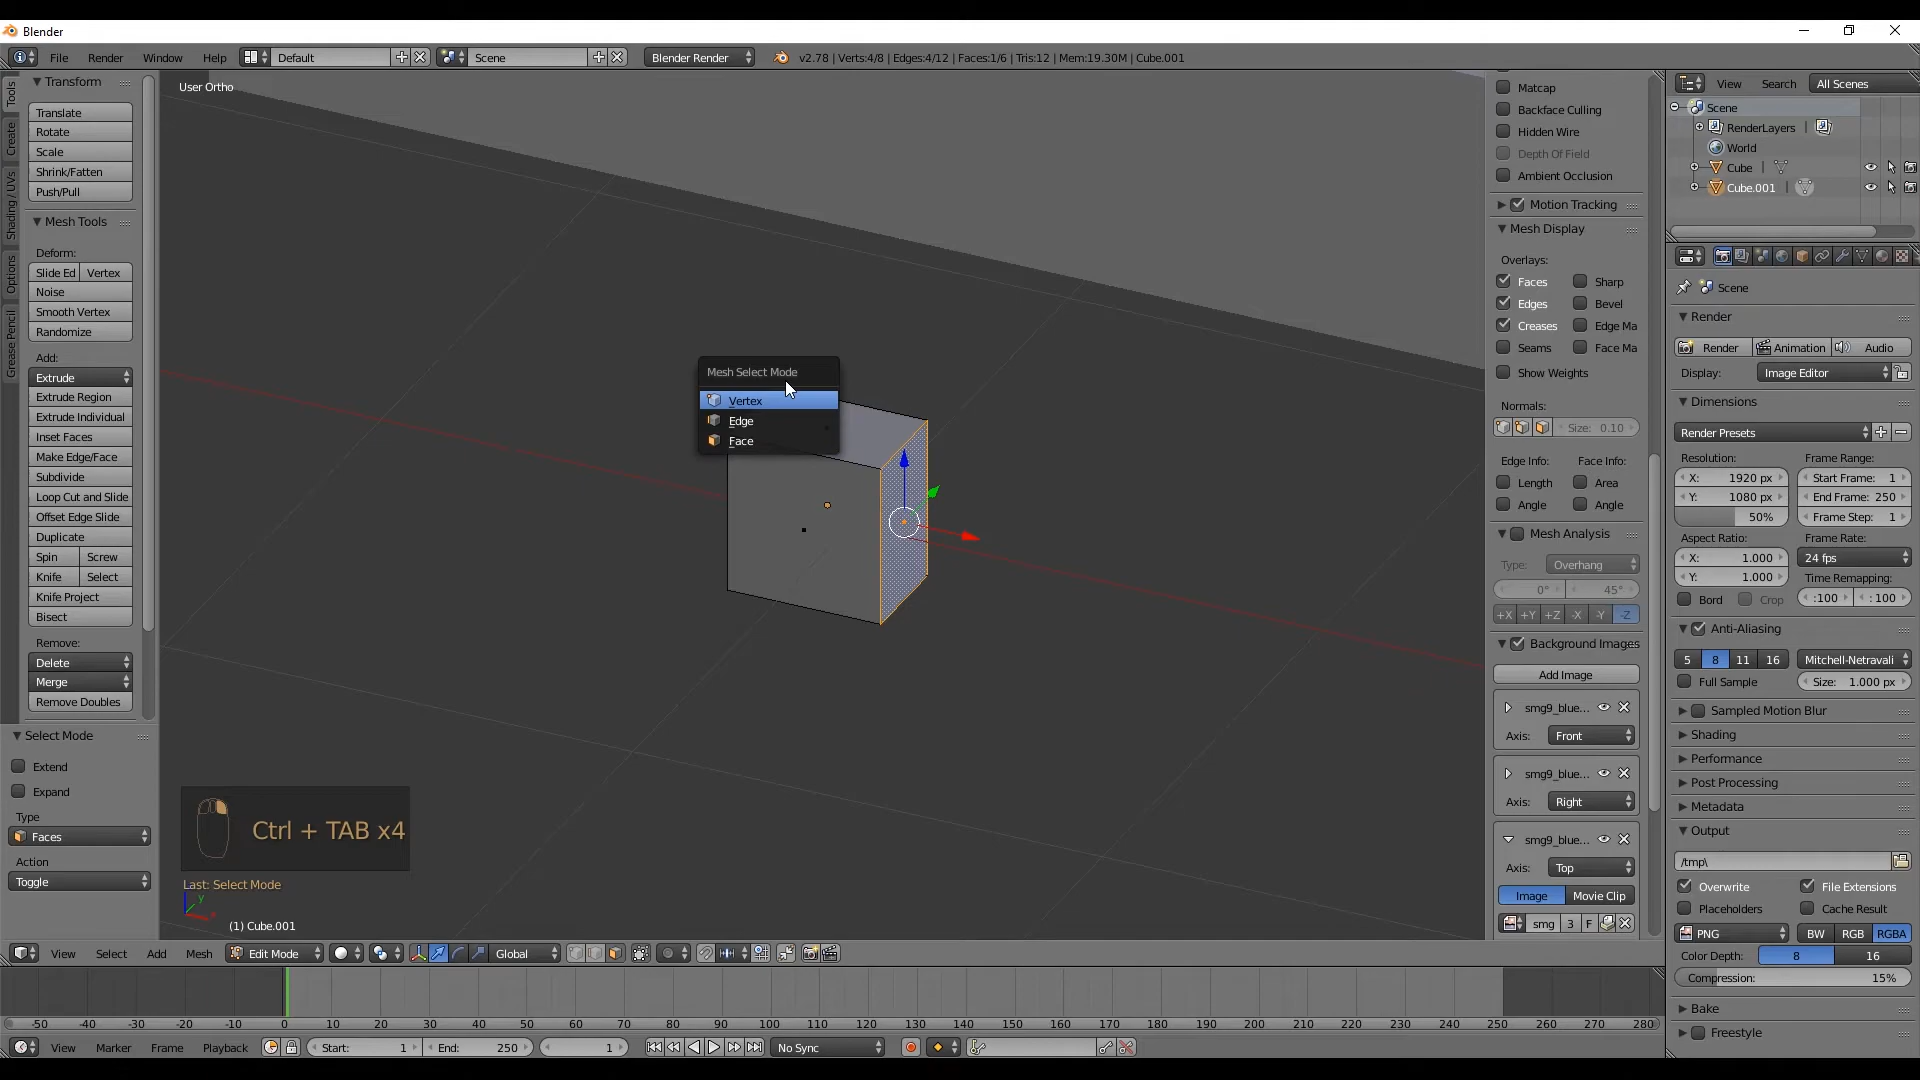 Blender
File Render Window Help Default Scene Blender Render v2.78 | Verts:4/8 | Edges:4/12 | Faces:1/6 | Tris:12 | Mem:19.30M | Cube.001
Tools
Create
Shading / UVs
Options
Grease Pencil
Transform
Translate
Rotate
Scale
Shrink/Fatten
Push/Pull
Mesh Tools
Deform:
Slide Ed Vertex
Noise
Smooth Vertex
Randomize
Add:
Extrude
Extrude Region
Extrude Individual
Inset Faces
Make Edge/Face
Subdivide
Loop Cut and Slide
Offset Edge Slide
Duplicate
Spin Screw
Knife Select
Knife Project
Bisect
Remove:
Delete
Merge
Remove Doubles
Select Mode
Extend
Expand
Type
Faces
Action
Toggle
User Ortho
Mesh Select Mode
Vertex
Edge
Face
Ctrl + TAB x4
Last: Select Mode
y
(1) Cube.001
Matcap
Backface Culling
Hidden Wire
Depth Of Field
Ambient Occlusion
Motion Tracking
Mesh Display
Overlays:
Faces Sharp
Edges Bevel
Creases Edge Ma
Seams Face Ma
Show Weights
Normals:
Size: 0.10
Edge Info: Face Info:
Length Area
Angle Angle
Mesh Analysis
Type: Overhang
0° 45°
+X +Y +Z -X -Y -Z
Background Images
Add Image
smg9_blue...
Axis: Front
smg9_blue...
Axis: Right
smg9_blue...
Axis: Top
Image Movie Clip
smg 3 F
View Search All Scenes
Scene
RenderLayers
World
Cube
Cube.001
Scene
Render
Render Animation Audio
Display: Image Editor
Dimensions
Render Presets
Resolution: Frame Range:
X: 1920 px Start Frame: 1
Y: 1080 px End Frame: 250
50% Frame Step: 1
Aspect Ratio: Frame Rate:
X: 1.000 24 fps
Y: 1.000 Time Remapping:
Bord Crop :100 :100
Anti-Aliasing
5 8 11 16 Mitchell-Netravali
Full Sample Size: 1.000 px
Sampled Motion Blur
Shading
Performance
Post Processing
Metadata
Output
/tmp\
Overwrite File Extensions
Placeholders Cache Result
PNG BW RGB RGBA
Color Depth: 8 16
Compression: 15%
Bake
Freestyle
View Select Add Mesh Edit Mode Global
-50 -40 -30 -20 -10 0 10 20 30 40 50 60 70 80 90 100 110 120 130 140 150 160 170 180 190 200 210 220 230 240 250 260 270 280
View Marker Frame Playback Start: 1 End: 250 1 No Sync